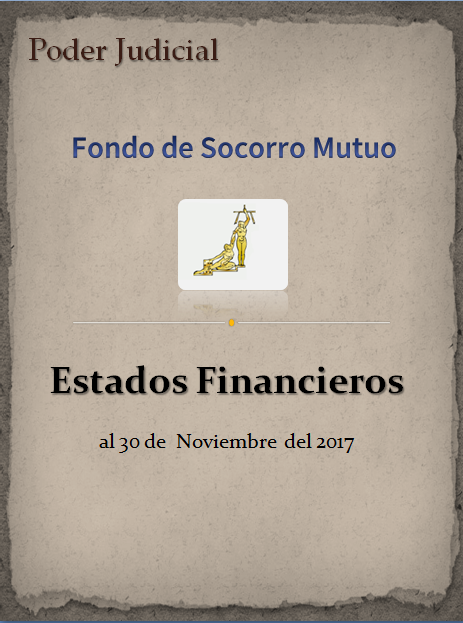 Poder Judicial
Fondo de Socorro Mutuo
Estados Financieros
al 30 de Noviembre del 2017